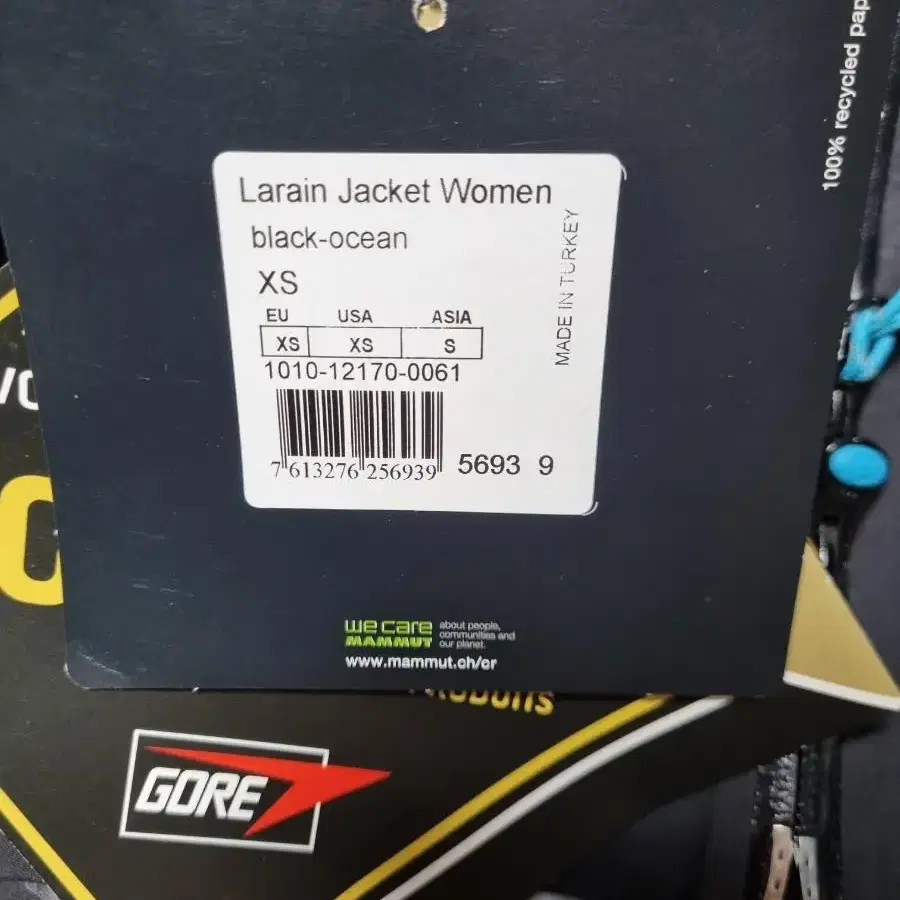 Larain Jacket Women
black-ocean
XS
EU USA ASIA
XS XS S
1010-12170-0061
7 613276 256939 5693 9
MADE IN TURKEY
100% recycled pap
we care
MAMMUT
about people,
communities and
our planet.
www.mammut.ch/cr
GORE